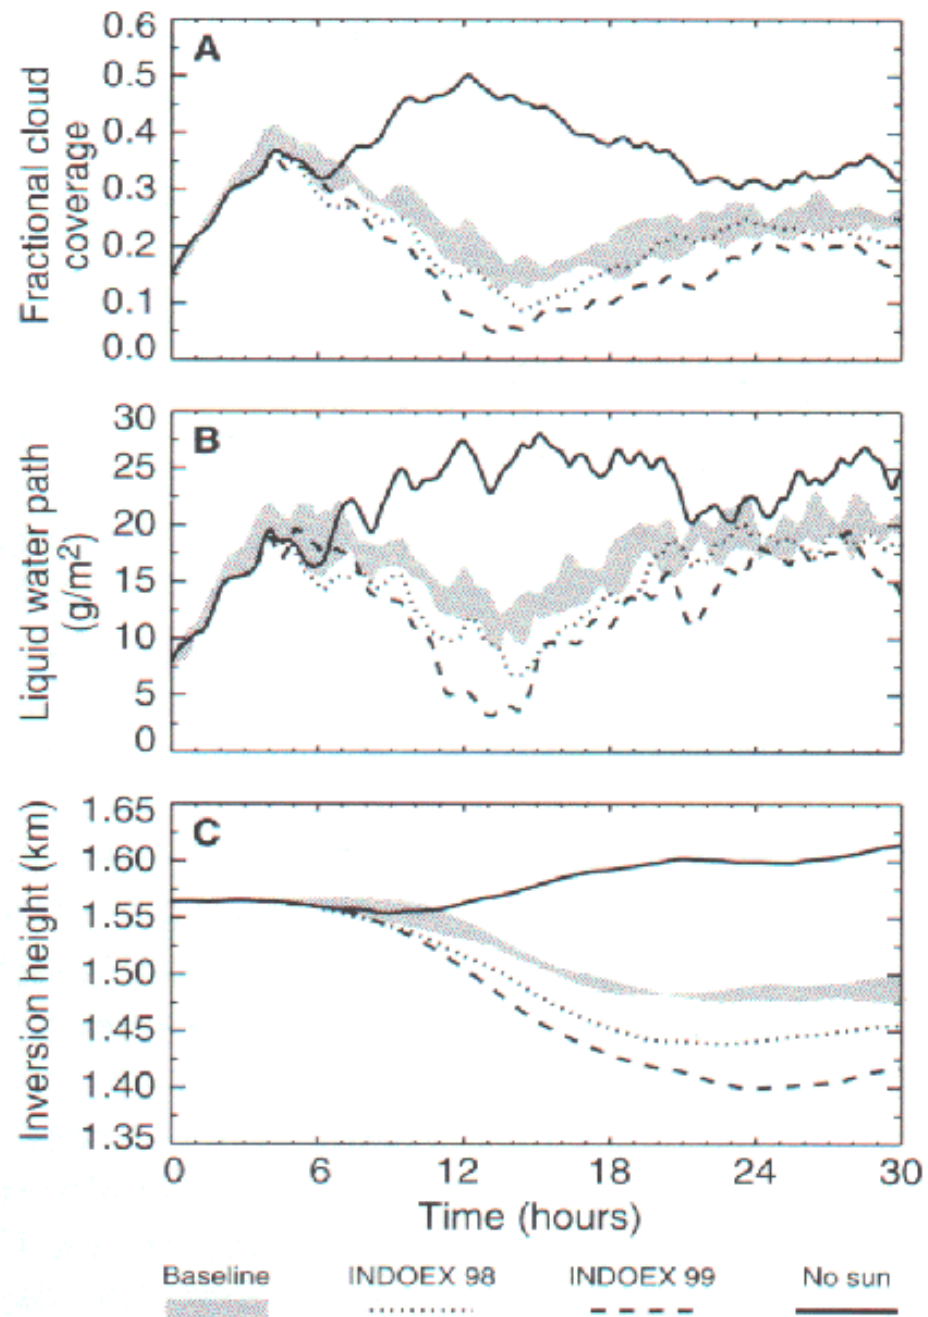 A
Fractional cloud
coverage
0.6
0.5
0.4
0.3
0.2
0.1
0.0
B
Liquid water path
(g/m²)
30
25
20
15
10
5
0
C
Inversion height (km)
1.65
1.60
1.55
1.50
1.45
1.40
1.35
0 6 12 18 24 30
Time (hours)
Baseline INDOEX 98 INDOEX 99 No sun